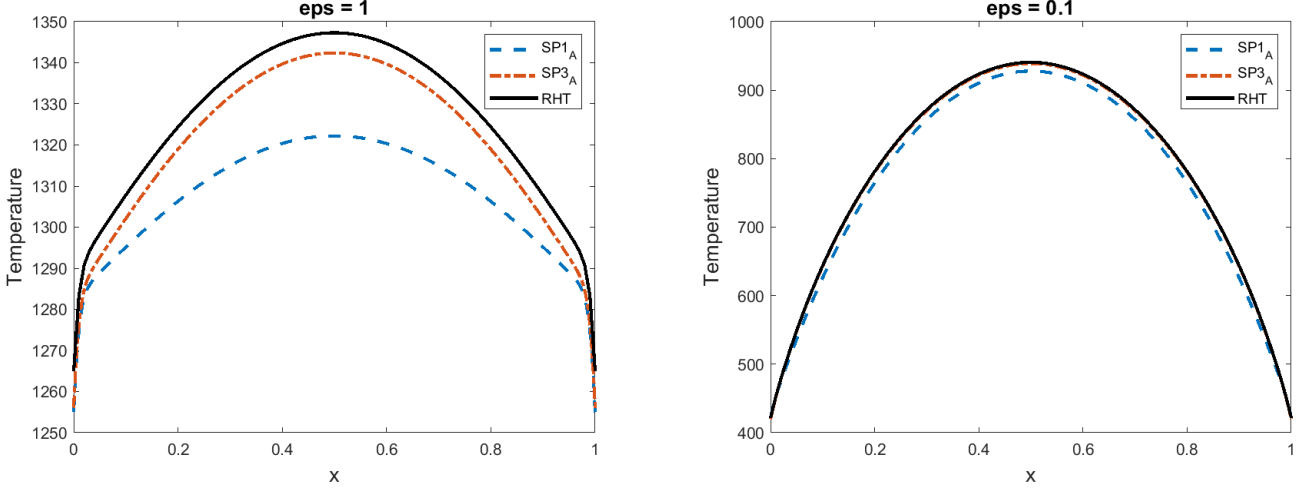 eps = 1
1350
1340
1330
1320
1310
1300
1290
1280
1270
1260
1250
Temperature
0
0.2
0.4
0.6
0.8
1
x
SP1A
SP3A
RHT
eps = 0.1
1000
900
800
700
600
500
400
Temperature
0
0.2
0.4
0.6
0.8
1
x
SP1A
SP3A
RHT